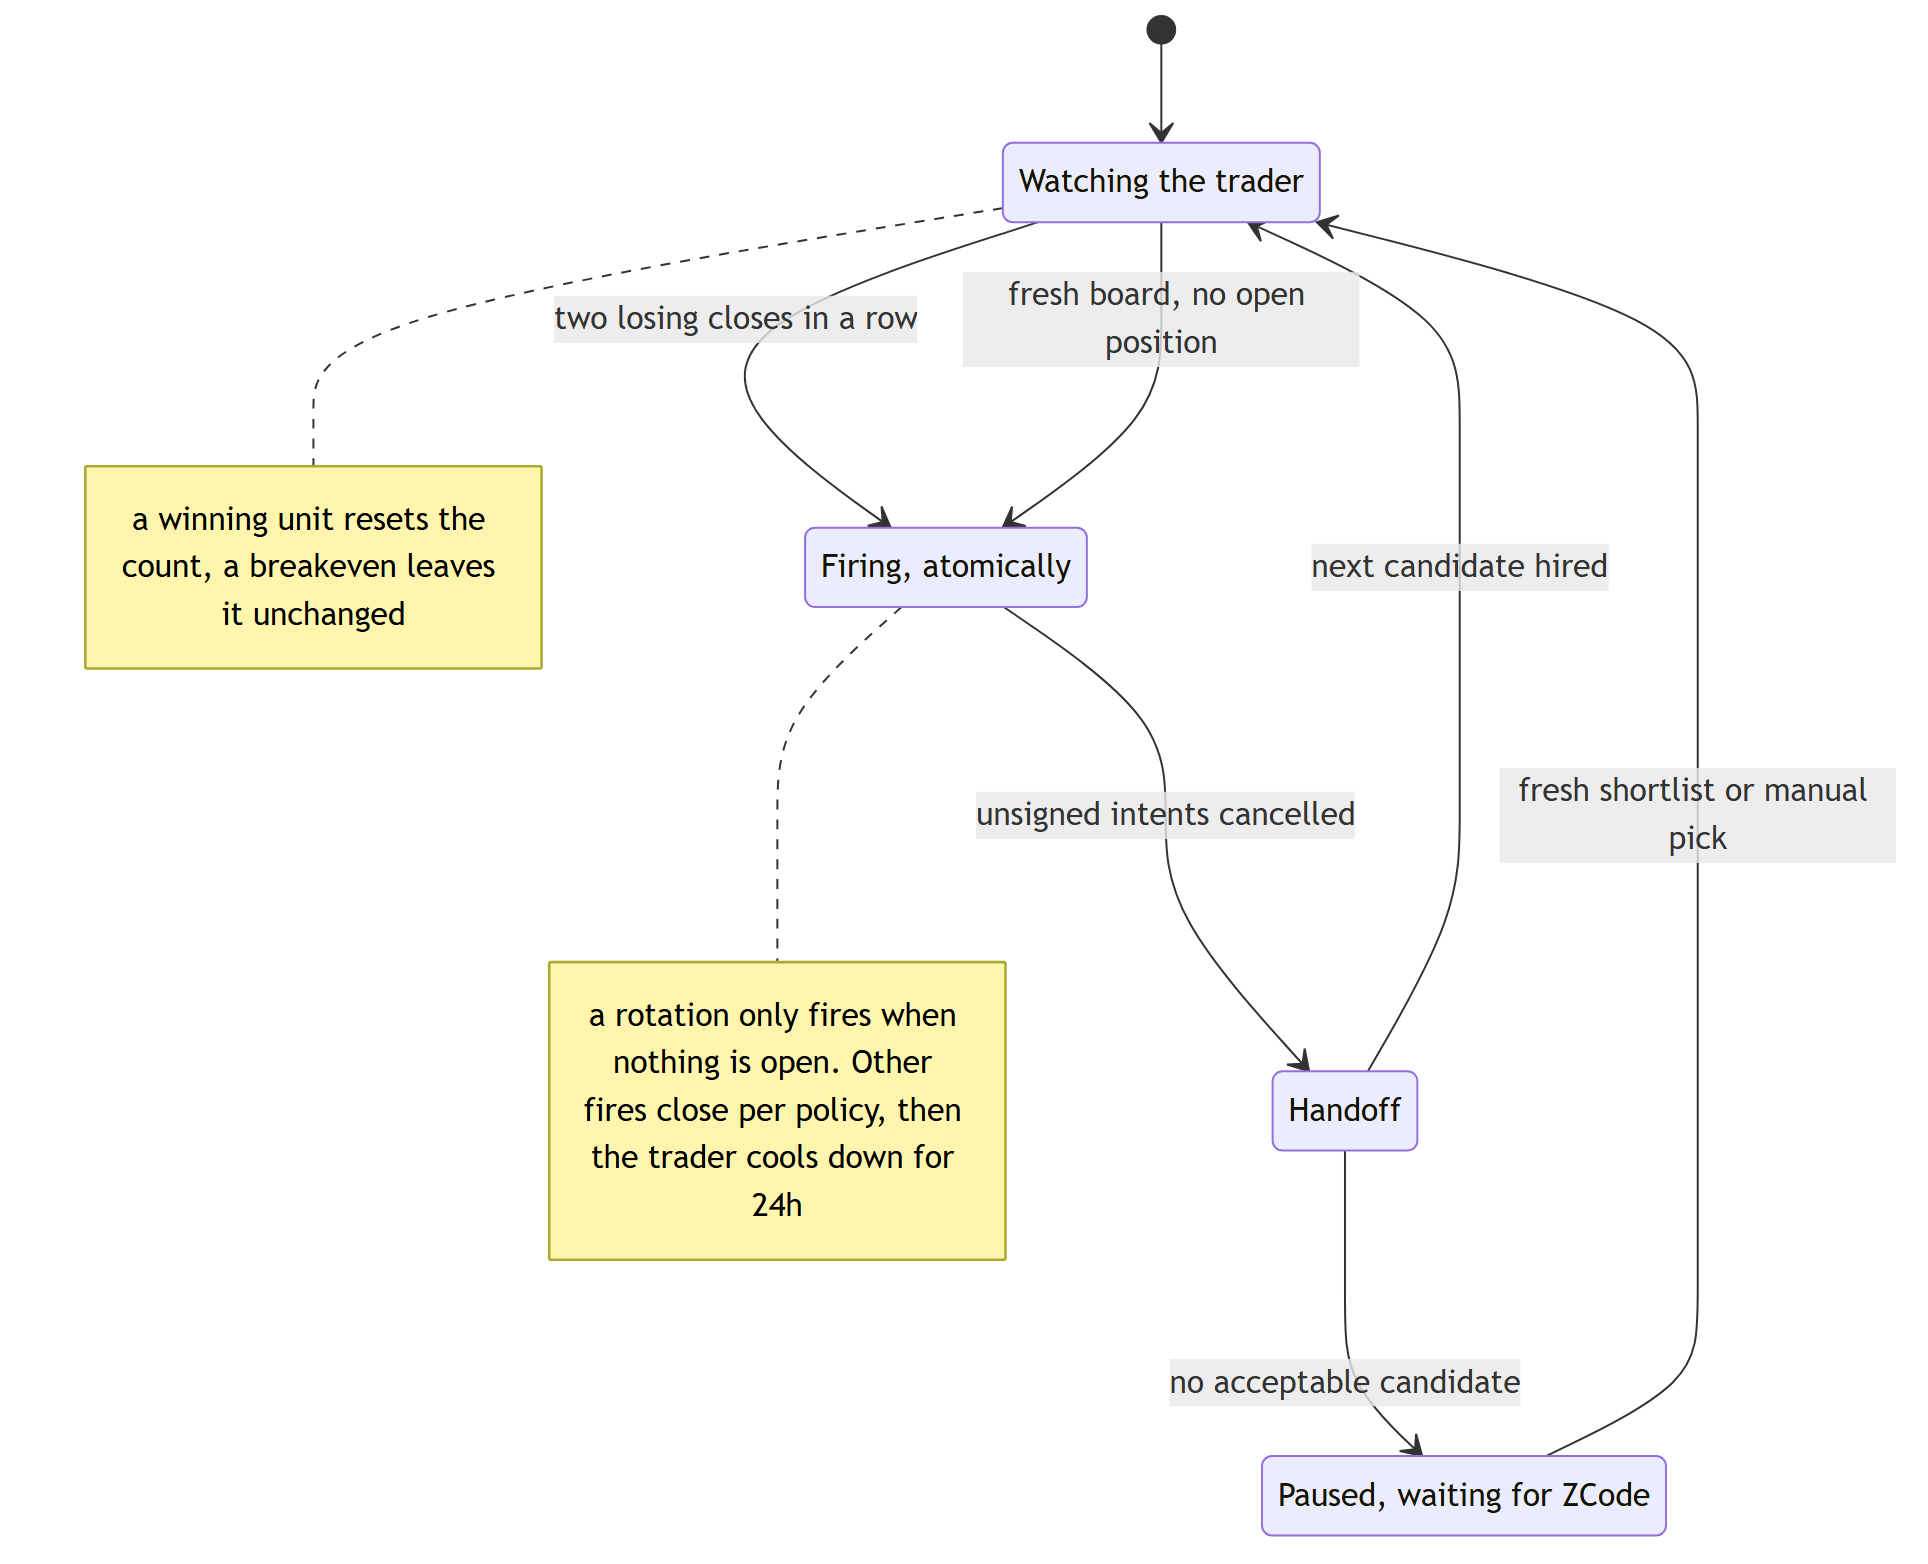 Watching the trader
two losing closes in a row
fresh board, no open
position
a winning unit resets the
count, a breakeven leaves
it unchanged
Firing, atomically
next candidate hired
unsigned intents cancelled
fresh shortlist or manual
pick
a rotation only fires when
nothing is open. Other
fires close per policy, then
the trader cools down for
24h
Handoff
no acceptable candidate
Paused, waiting for ZCode